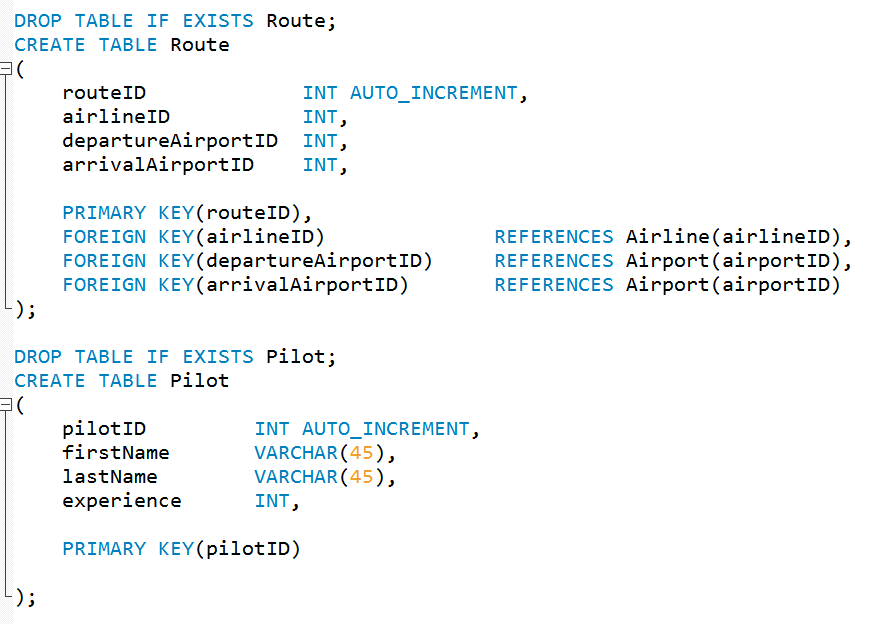 DROP TABLE IF EXISTS Route;
CREATE TABLE Route
(
    routeID             INT AUTO_INCREMENT,
    airlineID           INT,
    departureAirportID  INT,
    arrivalAirportID    INT,

    PRIMARY KEY(routeID),
    FOREIGN KEY(airlineID)              REFERENCES Airline(airlineID),
    FOREIGN KEY(departureAirportID)     REFERENCES Airport(airportID),
    FOREIGN KEY(arrivalAirportID)       REFERENCES Airport(airportID)
);

DROP TABLE IF EXISTS Pilot;
CREATE TABLE Pilot
(
    pilotID         INT AUTO_INCREMENT,
    firstName       VARCHAR(45),
    lastName        VARCHAR(45),
    experience      INT,

    PRIMARY KEY(pilotID)

);